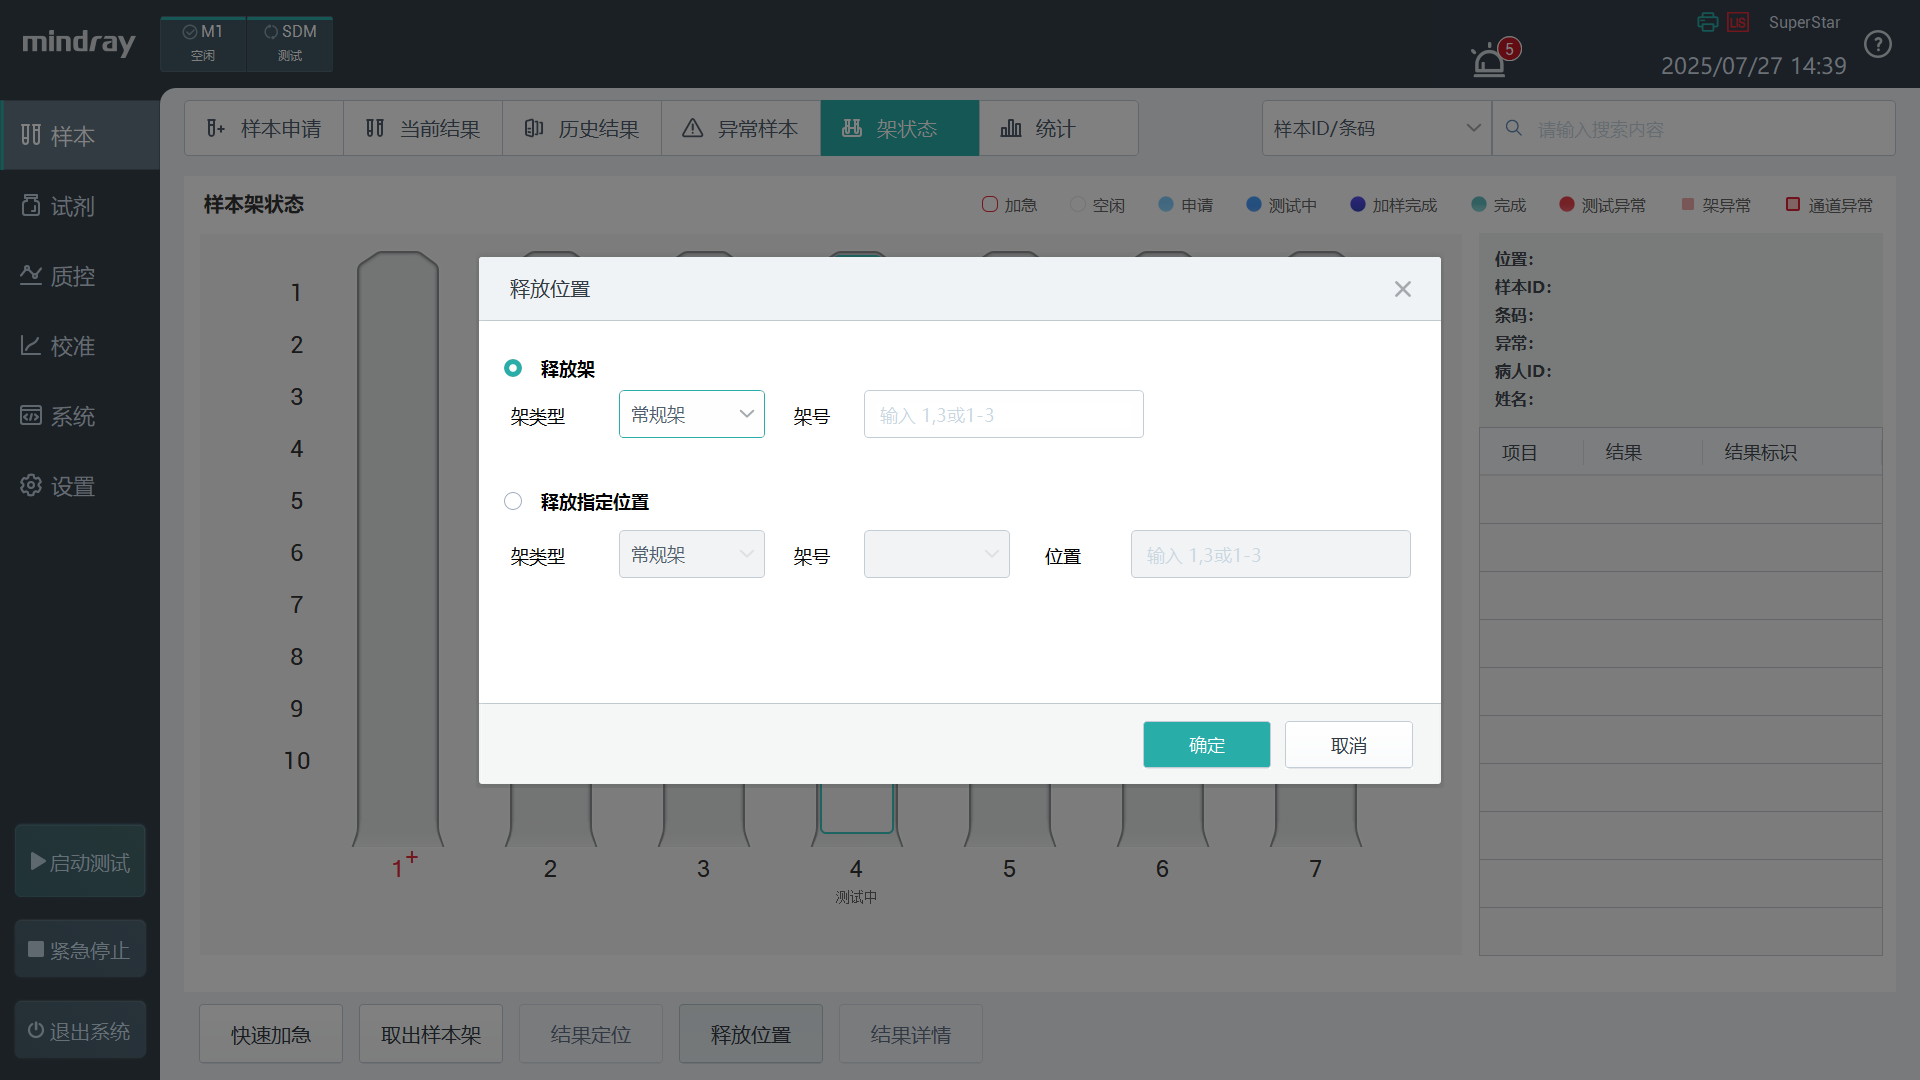 mindray
M1
空闲
SDM
测试
5
LIS
SuperStar
2025/07/27 14:39
?
样本
试剂
质控
校准
系统
设置
启动测试
紧急停止
退出系统
样本申请
当前结果
历史结果
异常样本
架状态
统计
样本ID/条码
请输入搜索内容
样本架状态
加急
空闲
申请
测试中
加样完成
完成
测试异常
架异常
通道异常
1
2
3
4
5
6
7
8
9
10
1+
2
3
4
测试中
5
6
7
位置:
样本ID:
条码:
异常:
病人ID:
姓名:
项目
结果
结果标识
释放位置
释放架
架类型
常规架
架号
输入 1,3或1-3
释放指定位置
架类型
常规架
架号
位置
输入 1,3或1-3
确定
取消
快速加急
取出样本架
结果定位
释放位置
结果详情